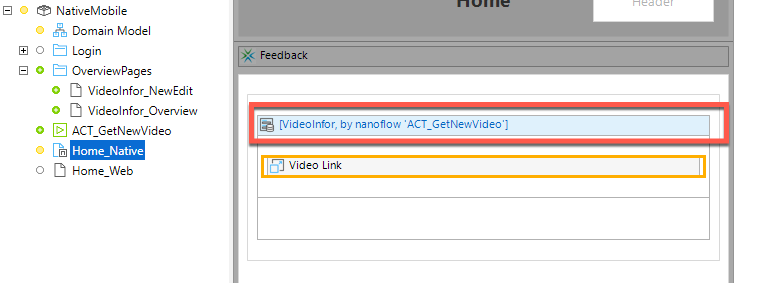 NativeMobile
Domain Model
Login
OverviewPages
VideoInfor_NewEdit
VideoInfor_Overview
ACT_GetNewVideo
Home_Native
Home_Web
Home
Header
Feedback
[VideoInfor, by nanoflow 'ACT_GetNewVideo']
Video Link